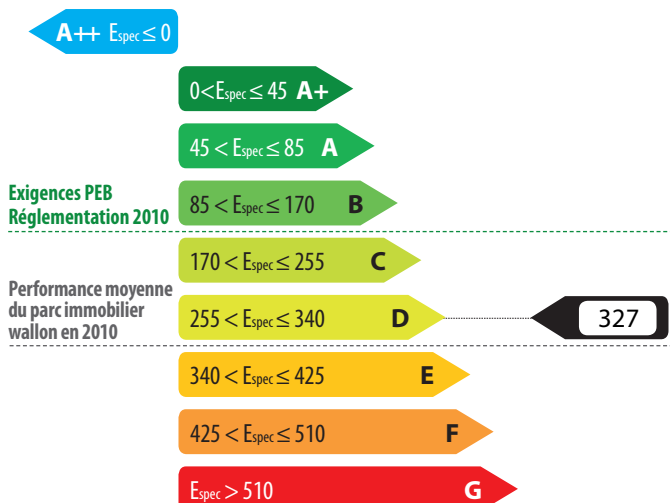 A++ Espec ≤ 0
0<Espec ≤ 45 A+
45 < Espec ≤ 85 A
Exigences PEB
Réglementation 2010
85 < Espec ≤ 170 B
170 < Espec ≤ 255 C
Performance moyenne
du parc immobilier
wallon en 2010
255 < Espec ≤ 340 D
327
340 < Espec ≤ 425 E
425 < Espec ≤ 510 F
Espec > 510 G